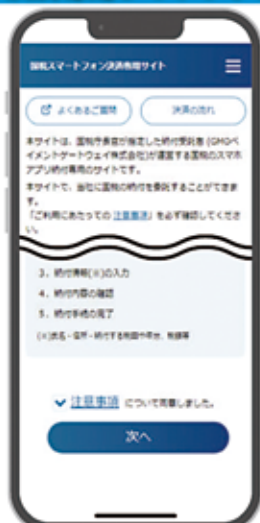 国税スマートフォン決済専用サイト
よくあるご質問
決済の流れ
本サイトは、国税庁長官が指定した納付受託者(GMOペ
イメントゲートウェイ株式会社)が運営する国税のスマホ
アプリ納付専用のサイトです。
本サイトで、当社に国税の納付を委託することができま
す。
「ご利用にあたっての 注意事項」を必ず確認してくださ
い。
3. 納付情報(※)の入力
4. 納付内容の確認
5. 納付手続の完了
(※)氏名・住所・納付する税目や年分、税額等
注意事項 について同意しました。
次へ